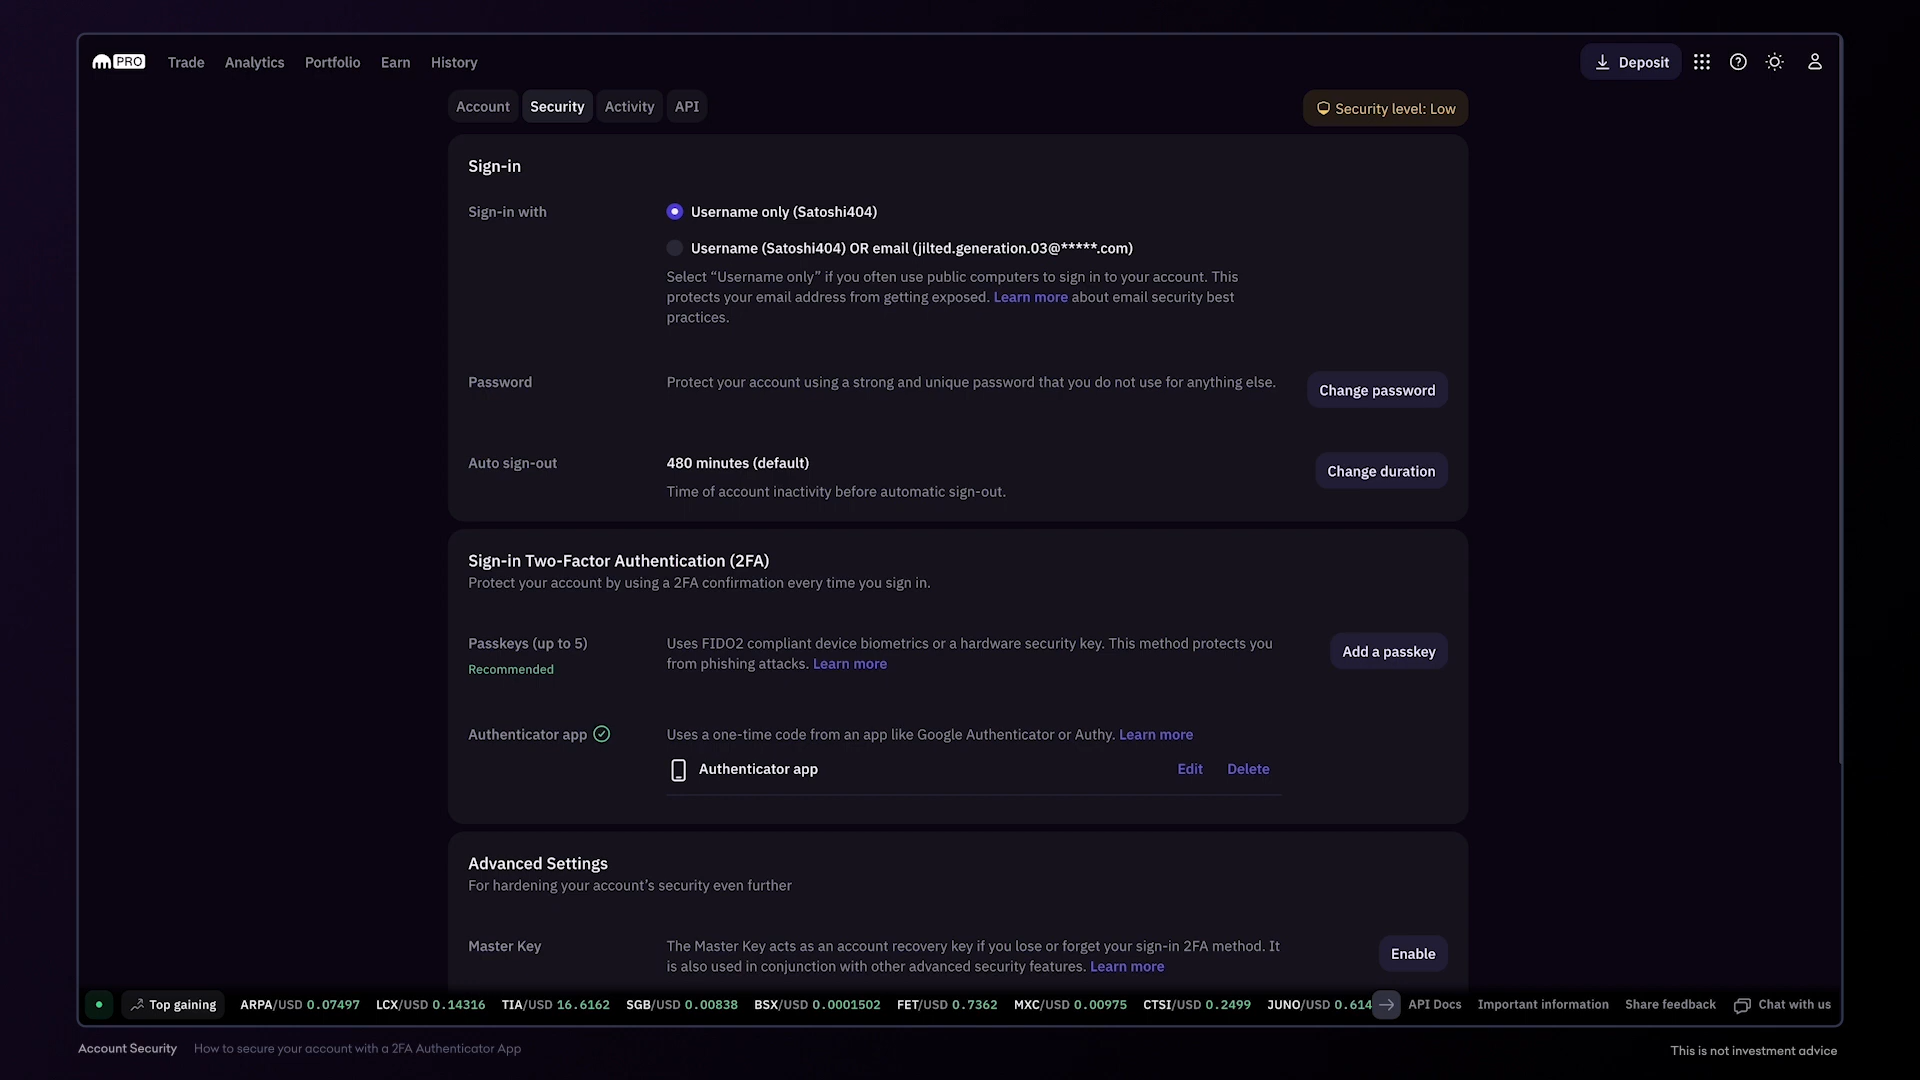 PRO
Trade
Analytics
Portfolio
Earn
History
Deposit
Account
Security
Activity
API
Security level: Low
Sign-in
Sign-in with
Username only (Satoshi404)
Username (Satoshi404) OR email (jilted.generation.03@*****.com)
Select “Username only” if you often use public computers to sign in to your account. This
protects your email address from getting exposed. Learn more about email security best
practices.
Password
Protect your account using a strong and unique password that you do not use for anything else.
Change password
Auto sign-out
480 minutes (default)
Time of account inactivity before automatic sign-out.
Change duration
Sign-in Two-Factor Authentication (2FA)
Protect your account by using a 2FA confirmation every time you sign in.
Passkeys (up to 5)
Recommended
Uses FIDO2 compliant device biometrics or a hardware security key. This method protects you
from phishing attacks. Learn more
Add a passkey
Authenticator app
Uses a one-time code from an app like Google Authenticator or Authy. Learn more
Authenticator app
Edit
Delete
Advanced Settings
For hardening your account’s security even further
Master Key
The Master Key acts as an account recovery key if you lose or forget your sign-in 2FA method. It
is also used in conjunction with other advanced security features. Learn more
Enable
Top gaining
ARPA/USD 0.07497
LCX/USD 0.14316
TIA/USD 16.6162
SGB/USD 0.00838
BSX/USD 0.0001502
FET/USD 0.7362
MXC/USD 0.00975
CTSI/USD 0.2499
JUNO/USD 0.614
API Docs
Important information
Share feedback
Chat with us
Account Security
How to secure your account with a 2FA Authenticator App
This is not investment advice